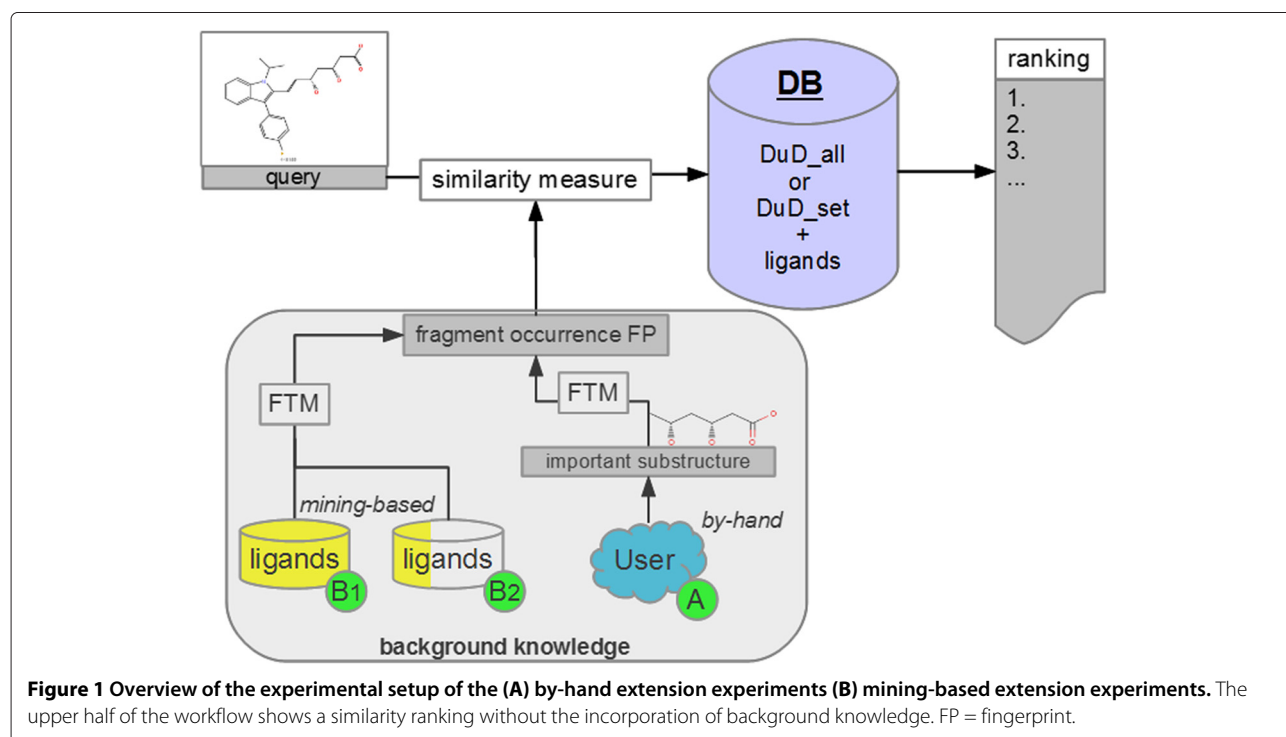 query
similarity measure
DB
DuD_all
or
DuD_set
+
ligands
ranking
1.
2.
3.
...
fragment occurrence FP
FTM
FTM
important substructure
mining-based
by-hand
ligands
B1
ligands
B2
User
A
background knowledge
Figure 1 Overview of the experimental setup of the (A) by-hand extension experiments (B) mining-based extension experiments. The
upper half of the workflow shows a similarity ranking without the incorporation of background knowledge. FP = fingerprint.